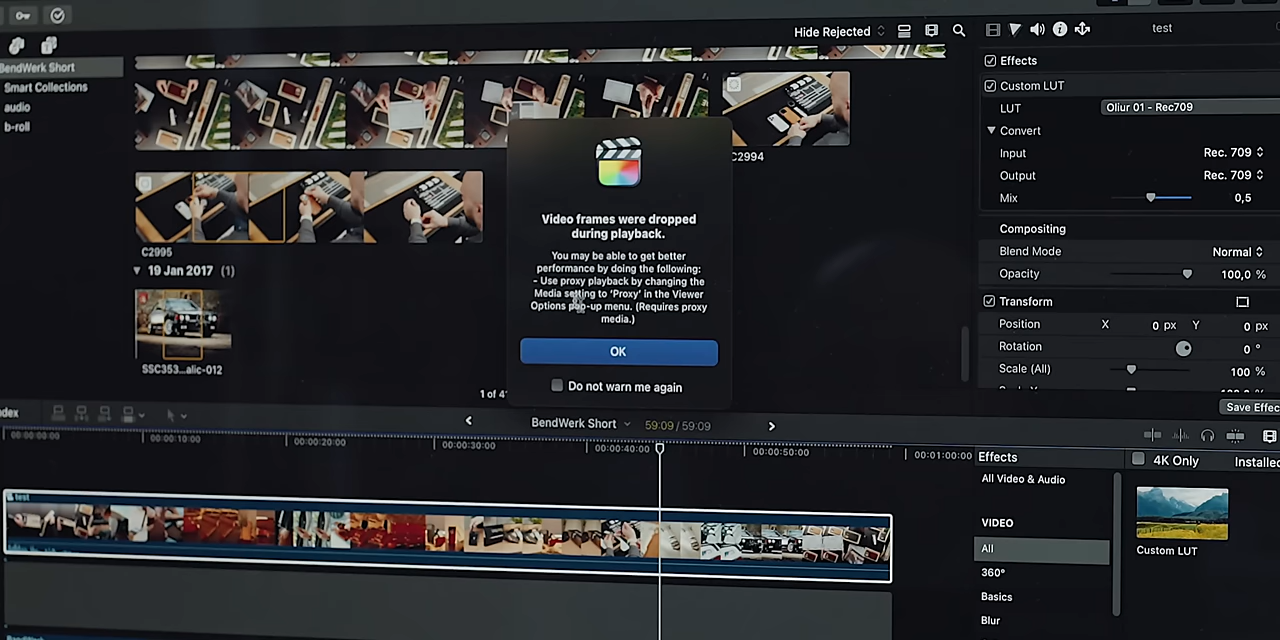 Hide Rejected
test
BendWerk Short
Effects
Smart Collections
Custom LUT
audio
LUT
Oliur 01 - Rec709
b-roll
Convert
C2994
Input
Rec. 709
Output
Rec. 709
Mix
0,5
Video frames were dropped
during playback.
Compositing
C2995
You may be able to get better
performance by doing the following:
- Use proxy playback by changing the
Media setting to 'Proxy' in the Viewer
Options pop-up menu. (Requires proxy
media.)
Blend Mode
Normal
19 Jan 2017 (1)
Opacity
100,0 %
Transform
Position
X
0 px
Y
0 px
Rotation
0 °
OK
Scale (All)
100 %
SSC353...alic-012
Do not warn me again
1 of 4
Save Effec
ndex
BendWerk Short
59:09 / 59:09
00:00:00:00
00:00:10:00
00:00:20:00
00:00:30:00
00:00:40:00
00:00:50:00
00:01:00:00
Effects
4K Only
Installed
All Video & Audio
test
VIDEO
All
Custom LUT
360°
Basics
Blur